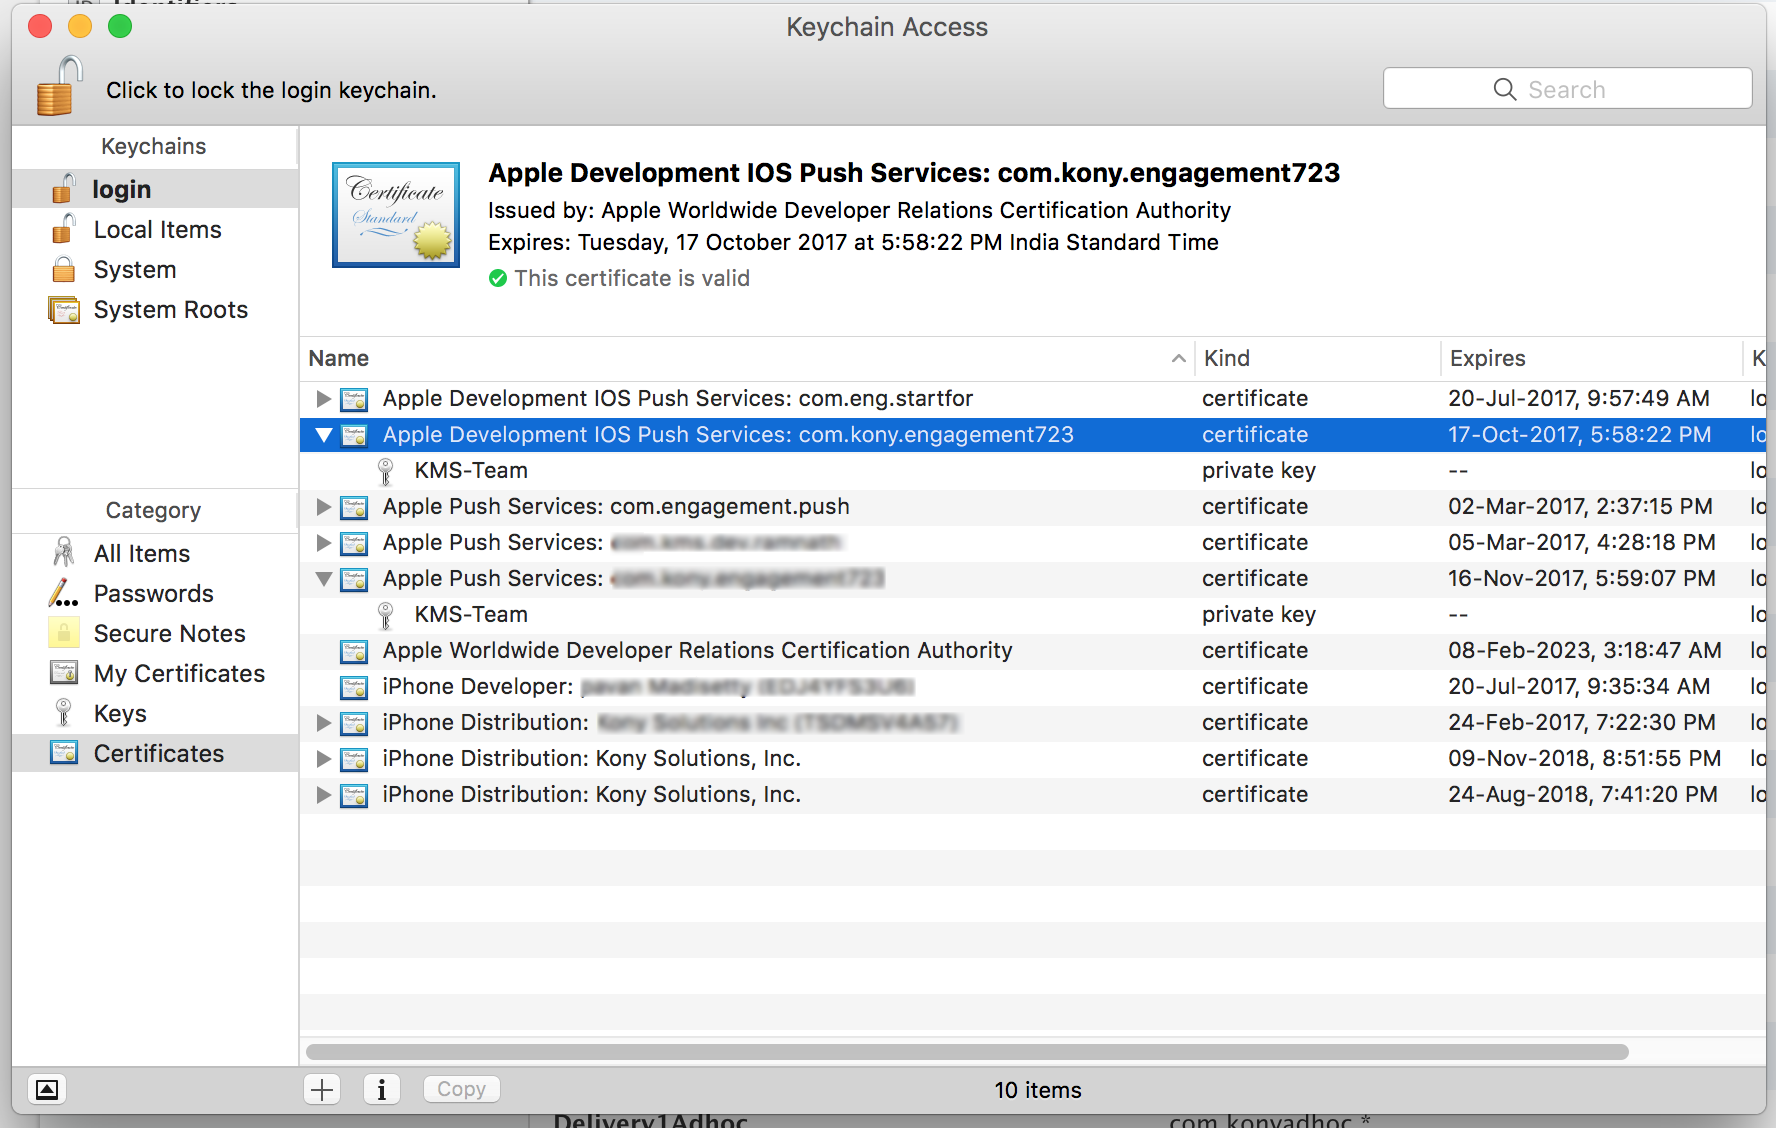 Keychain Access
Click to lock the login keychain.
Search
Keychains
login
Local Items
System
System Roots
Category
All Items
Passwords
Secure Notes
My Certificates
Keys
Certificates
Certificate
Standard
Apple Development IOS Push Services: com.kony.engagement723
Issued by: Apple Worldwide Developer Relations Certification Authority
Expires: Tuesday, 17 October 2017 at 5:58:22 PM India Standard Time
This certificate is valid
Name Kind Expires K
Apple Development IOS Push Services: com.eng.startfor certificate 20-Jul-2017, 9:57:49 AM lo
Apple Development IOS Push Services: com.kony.engagement723 certificate 17-Oct-2017, 5:58:22 PM lo
KMS-Team private key -- lo
Apple Push Services: com.engagement.push certificate 02-Mar-2017, 2:37:15 PM lo
Apple Push Services: certificate 05-Mar-2017, 4:28:18 PM lo
Apple Push Services: certificate 16-Nov-2017, 5:59:07 PM lo
KMS-Team private key -- lo
Apple Worldwide Developer Relations Certification Authority certificate 08-Feb-2023, 3:18:47 AM lo
iPhone Developer: certificate 20-Jul-2017, 9:35:34 AM lo
iPhone Distribution: certificate 24-Feb-2017, 7:22:30 PM lo
iPhone Distribution: Kony Solutions, Inc. certificate 09-Nov-2018, 8:51:55 PM lo
iPhone Distribution: Kony Solutions, Inc. certificate 24-Aug-2018, 7:41:20 PM lo
Copy
10 items
Delivery1Adhoc com.konyadhoc.*